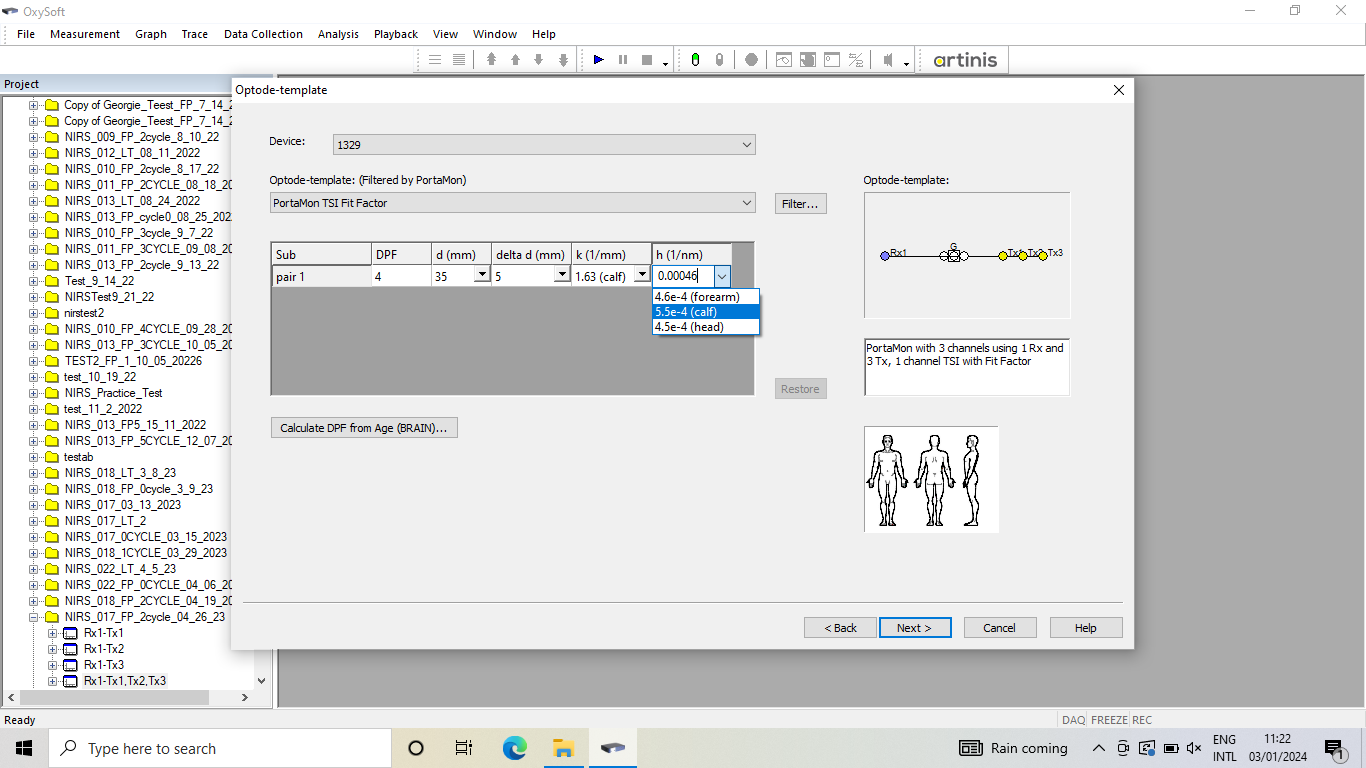 OxySoft
File Measurement Graph Trace Data Collection Analysis Playback View Window Help
artinis
Project
Copy of Georgie_Teest_FP_7_14_2
Copy of Georgie_Teest_FP_7_14_2
NIRS_009_FP_2cycle_8_10_22
NIRS_012_LT_08_11_2022
NIRS_010_FP_2cycle_8_17_22
NIRS_011_FP_2CYCLE_08_18_20
NIRS_013_LT_08_24_2022
NIRS_013_FP_cycle0_08_25_202
NIRS_010_FP_3cycle_9_7_22
NIRS_011_FP_3CYCLE_09_08_20
NIRS_013_FP_2cycle_9_13_22
Test_9_14_22
NIRSTest9_21_22
nirstest2
NIRS_010_FP_4CYCLE_09_28_20
NIRS_013_FP_3CYCLE_10_05_20
TEST2_FP_1_10_05_20226
test_10_19_22
NIRS_Practice_Test
test_11_2_2022
NIRS_013_FP5_15_11_2022
NIRS_013_FP_5CYCLE_12_07_20
testab
NIRS_018_LT_3_8_23
NIRS_018_FP_0cycle_3_9_23
NIRS_017_03_13_2023
NIRS_017_LT_2
NIRS_017_0CYCLE_03_15_2023
NIRS_018_1CYCLE_03_29_2023
NIRS_022_LT_4_5_23
NIRS_022_FP_0CYCLE_04_06_20
NIRS_018_FP_2CYCLE_04_19_20
NIRS_017_FP_2cycle_04_26_23
Rx1-Tx1
Rx1-Tx2
Rx1-Tx3
Rx1-Tx1,Tx2,Tx3
Optode-template
Device: 1329
Optode-template: (Filtered by PortaMon)
PortaMon TSI Fit Factor Filter...
Sub DPF d (mm) delta d (mm) k (1/mm) h (1/nm)
pair 1 4 35 5 1.63 (calf) 0.00046
4.6e-4 (forearm)
5.5e-4 (calf)
4.5e-4 (head)
Restore
Calculate DPF from Age (BRAIN)...
Optode-template:
G
Rx1 Tx1 Tx2 Tx3
PortaMon with 3 channels using 1 Rx and
3 Tx, 1 channel TSI with Fit Factor
< Back Next > Cancel Help
Ready DAQ FREEZE REC
Type here to search Rain coming ENG 11:22
INTL 03/01/2024 1